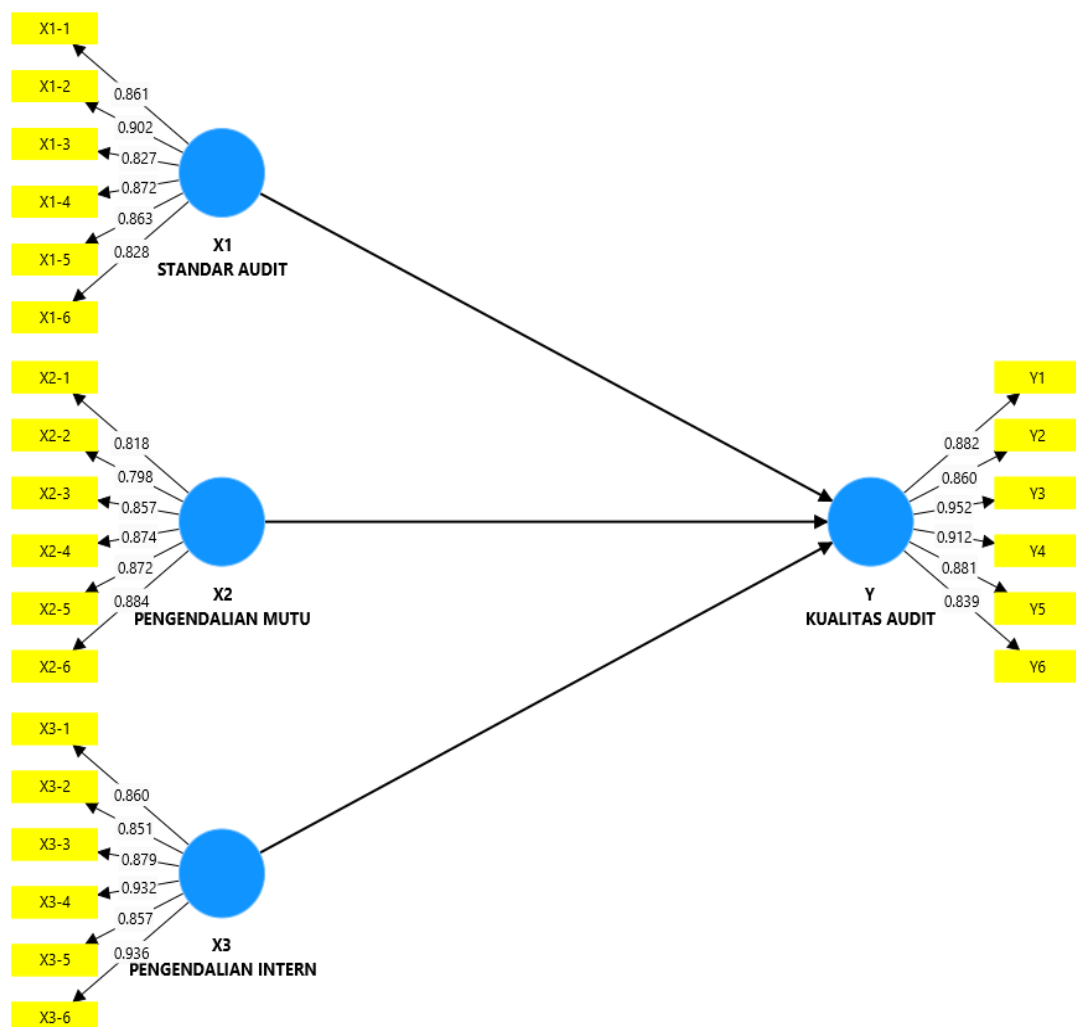 X1-1
X1-2
X1-3
X1-4
X1-5
X1-6
0.861
0.902
0.827
0.872
0.863
0.828
X1
STANDAR AUDIT
X2-1
X2-2
X2-3
X2-4
X2-5
X2-6
0.818
0.798
0.857
0.874
0.872
0.884
X2
PENGENDALIAN MUTU
X3-1
X3-2
X3-3
X3-4
X3-5
X3-6
0.860
0.851
0.879
0.932
0.857
0.936
X3
PENGENDALIAN INTERN
Y
KUALITAS AUDIT
0.882
0.860
0.952
0.912
0.881
0.839
Y1
Y2
Y3
Y4
Y5
Y6